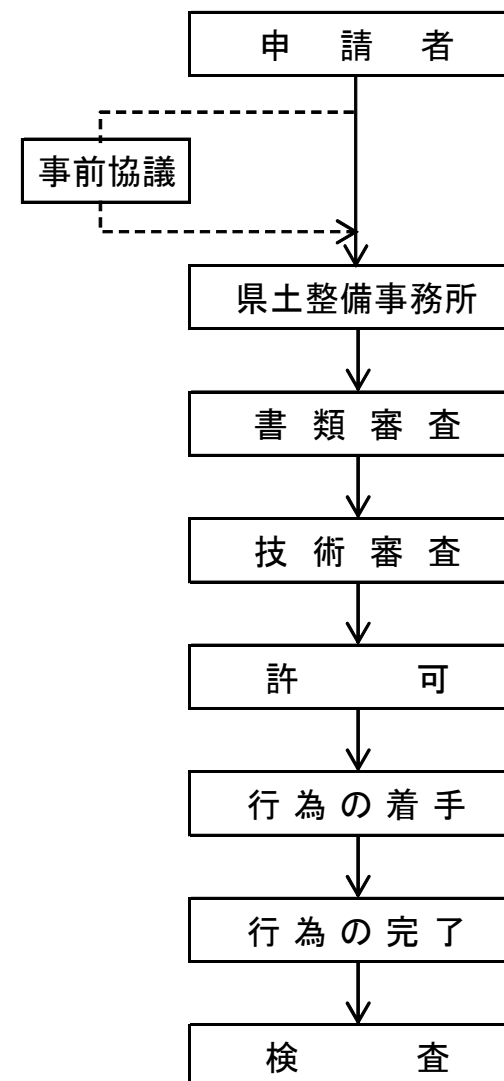 申請者
事前協議
県土整備事務所
書類審査
技術審査
許可
行為の着手
行為の完了
検査